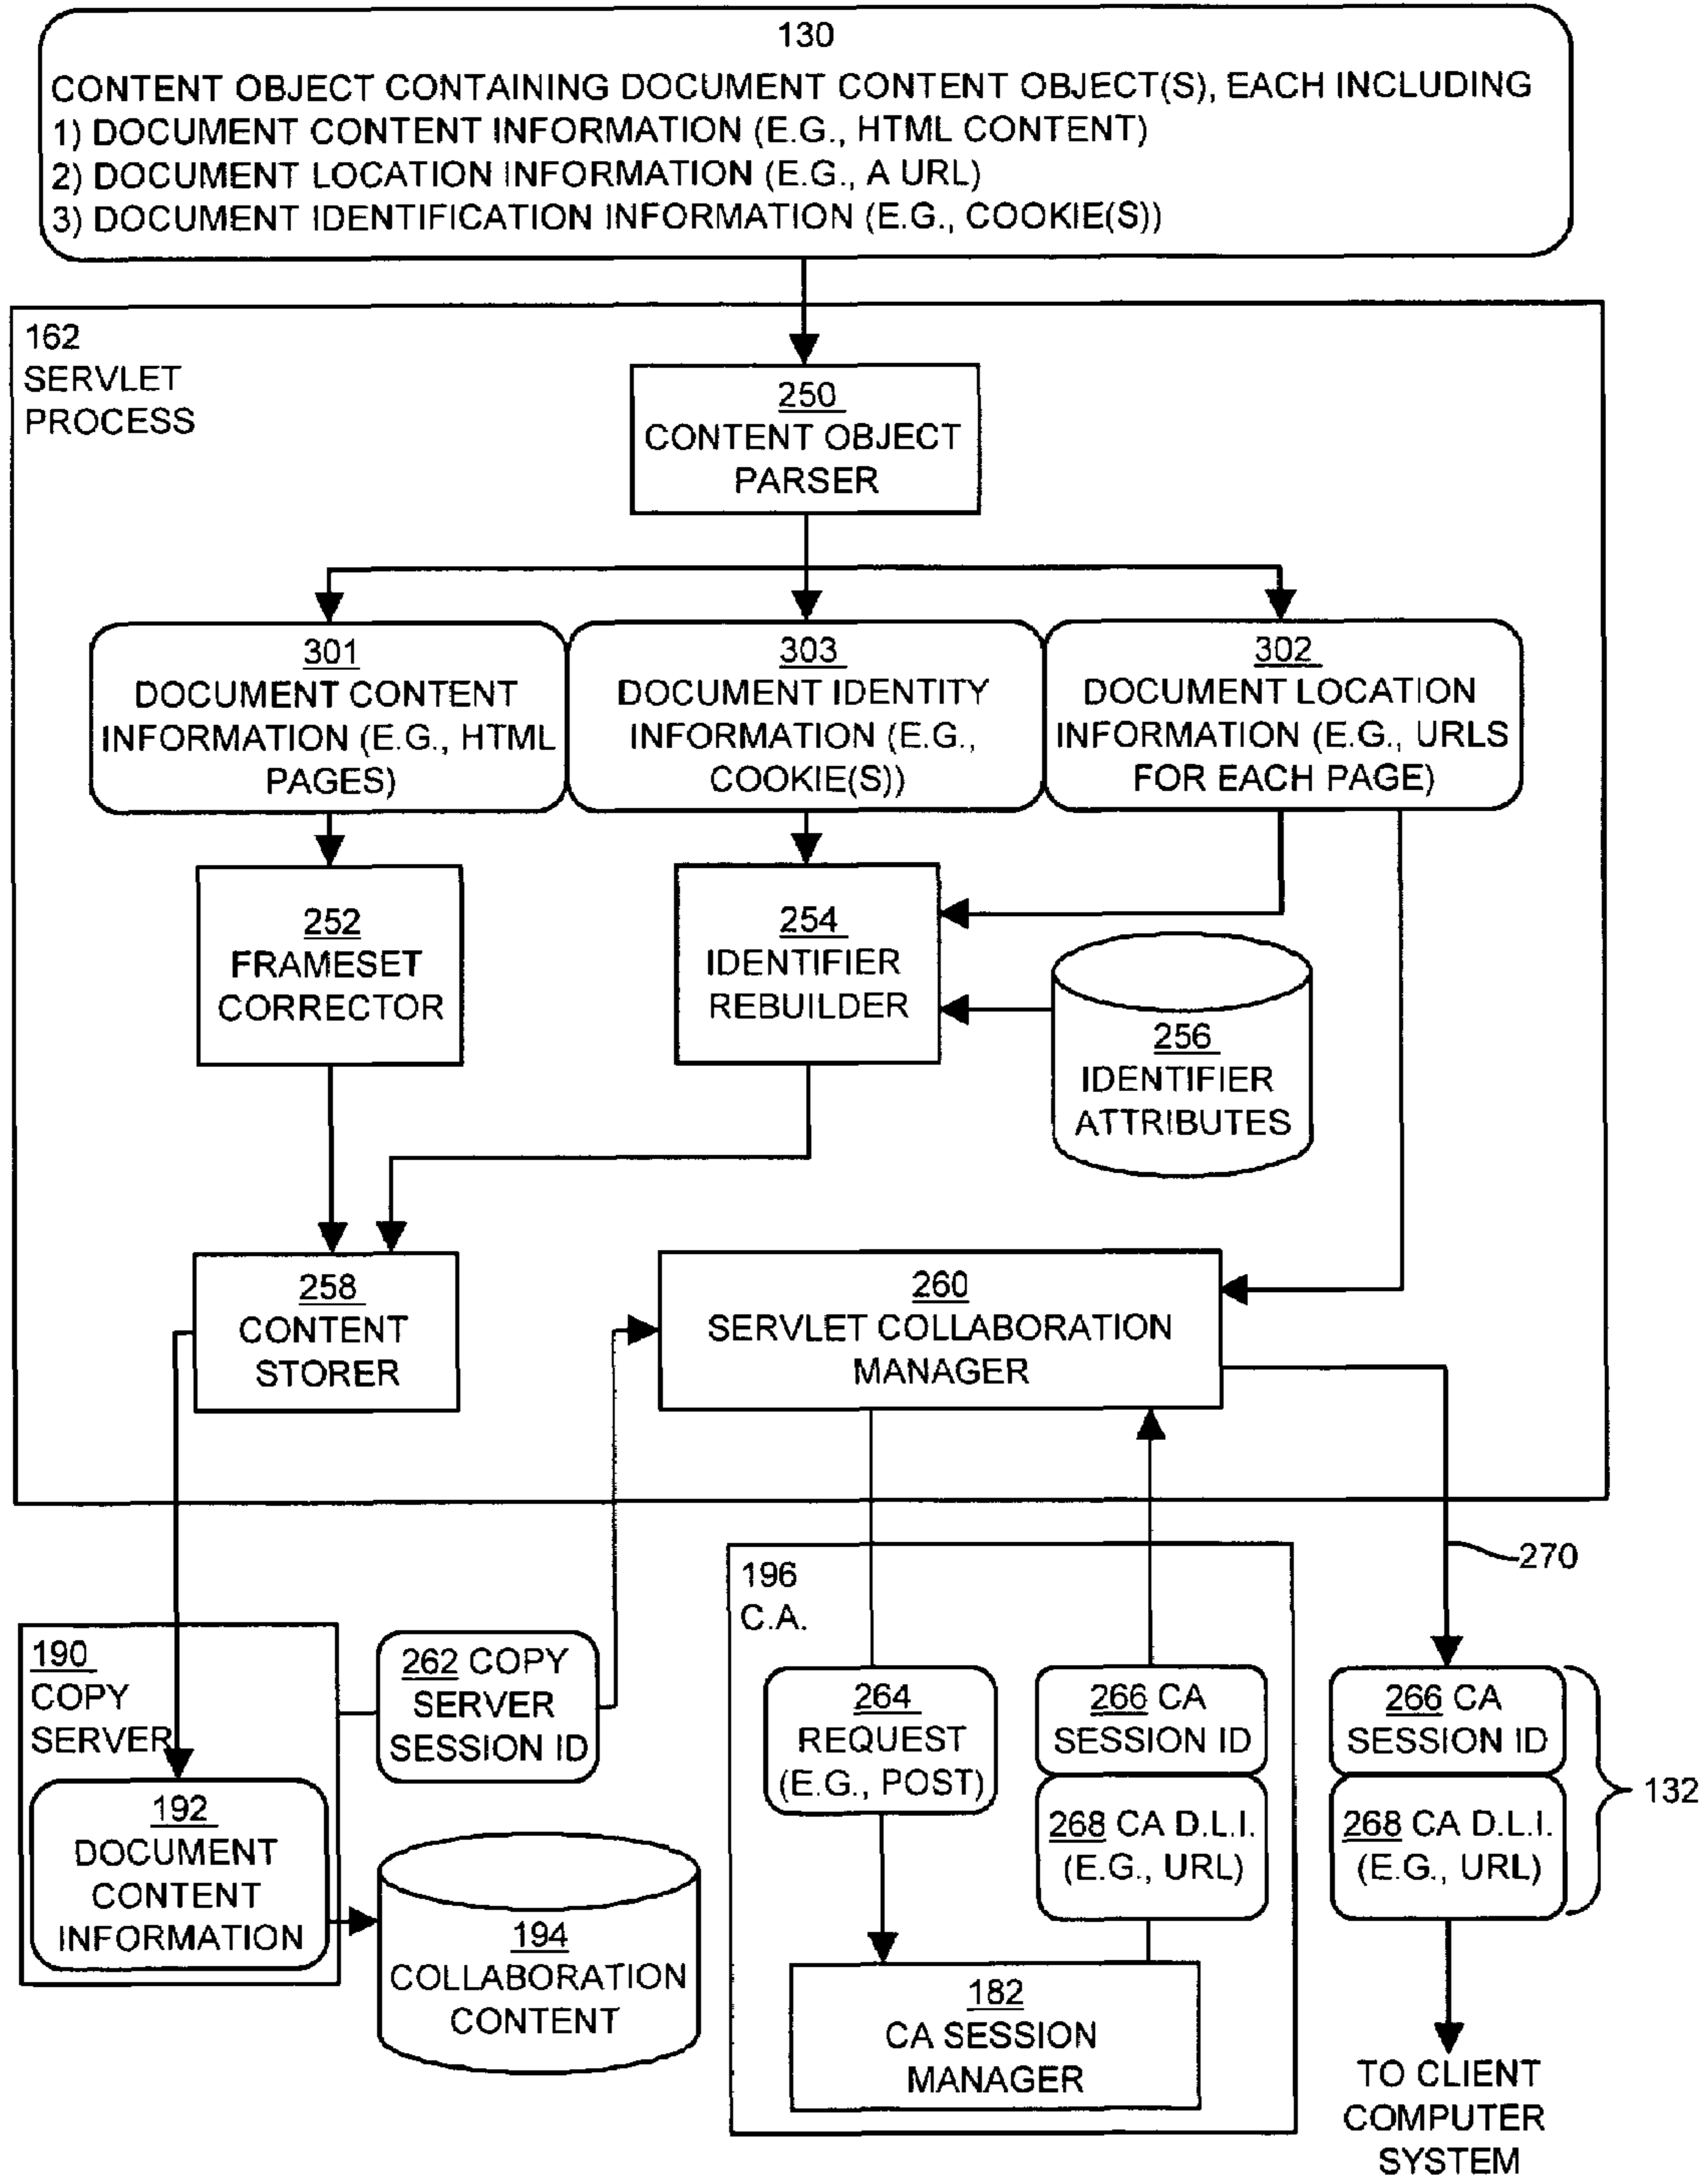 130
CONTENT OBJECT CONTAINING DOCUMENT CONTENT OBJECT(S), EACH INCLUDING
1) DOCUMENT CONTENT INFORMATION (E.G., HTML CONTENT)
2) DOCUMENT LOCATION INFORMATION (E.G., A URL)
3) DOCUMENT IDENTIFICATION INFORMATION (E.G., COOKIE(S))
162
SERVLET
PROCESS
250
CONTENT OBJECT
PARSER
301
DOCUMENT CONTENT
INFORMATION (E.G., HTML
PAGES)
303
DOCUMENT IDENTITY
INFORMATION (E.G.,
COOKIE(S))
302
DOCUMENT LOCATION
INFORMATION (E.G., URLS
FOR EACH PAGE)
252
FRAMESET
CORRECTOR
254
IDENTIFIER
REBUILDER
256
IDENTIFIER
ATTRIBUTES
258
CONTENT
STORER
260
SERVLET COLLABORATION
MANAGER
270
190
COPY
SERVER
262 COPY
SERVER
SESSION ID
192
DOCUMENT
CONTENT
INFORMATION
194
COLLABORATION
CONTENT
196
C.A.
264
REQUEST
(E.G., POST)
266 CA
SESSION ID
268 CA D.L.I.
(E.G., URL)
182
CA SESSION
MANAGER
266 CA
SESSION ID
268 CA D.L.I.
(E.G., URL)
132
TO CLIENT
COMPUTER
SYSTEM